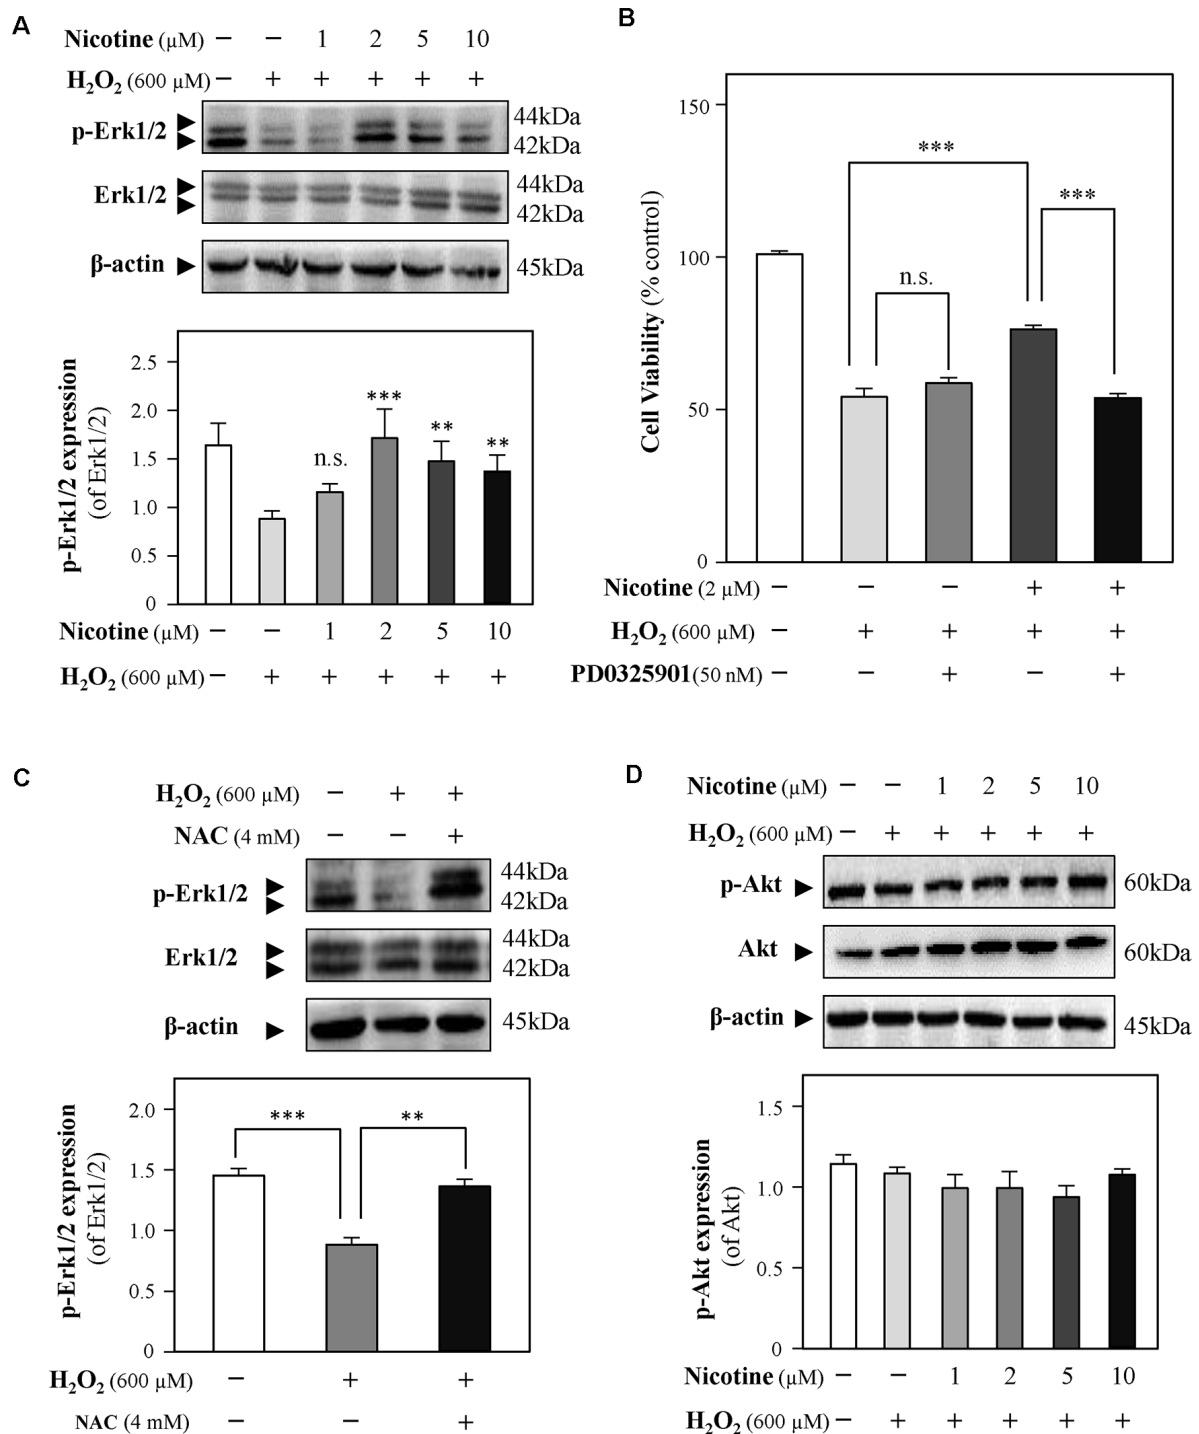 A
Nicotine (µM) − − 1 2 5 10
H₂O₂ (600 µM) − + + + + +
p-Erk1/2 44kDa
42kDa
Erk1/2 44kDa
42kDa
β-actin 45kDa
p-Erk1/2 expression
(of Erk1/2)
2.5
2.0
1.5
1.0
0.5
0
n.s. *** ** **
Nicotine (µM) − − 1 2 5 10
H₂O₂ (600 µM) − + + + + +
B
Cell Viability (% control)
150
100
50
0
***
***
n.s.
Nicotine (2 µM) − − − + +
H₂O₂ (600 µM) − + + + +
PD0325901(50 nM) − − + − +
C
H₂O₂ (600 µM) − + +
NAC (4 mM) − − +
p-Erk1/2 44kDa
42kDa
Erk1/2 44kDa
42kDa
β-actin 45kDa
p-Erk1/2 expression
(of Erk1/2)
2.0
1.5
1.0
0.5
0
*** **
H₂O₂ (600 µM) − + +
NAC (4 mM) − − +
D
Nicotine (µM) − − 1 2 5 10
H₂O₂ (600 µM) − + + + + +
p-Akt 60kDa
Akt 60kDa
β-actin 45kDa
p-Akt expression
(of Akt)
1.5
1.0
0.5
0
Nicotine (µM) − − 1 2 5 10
H₂O₂ (600 µM) − + + + + +